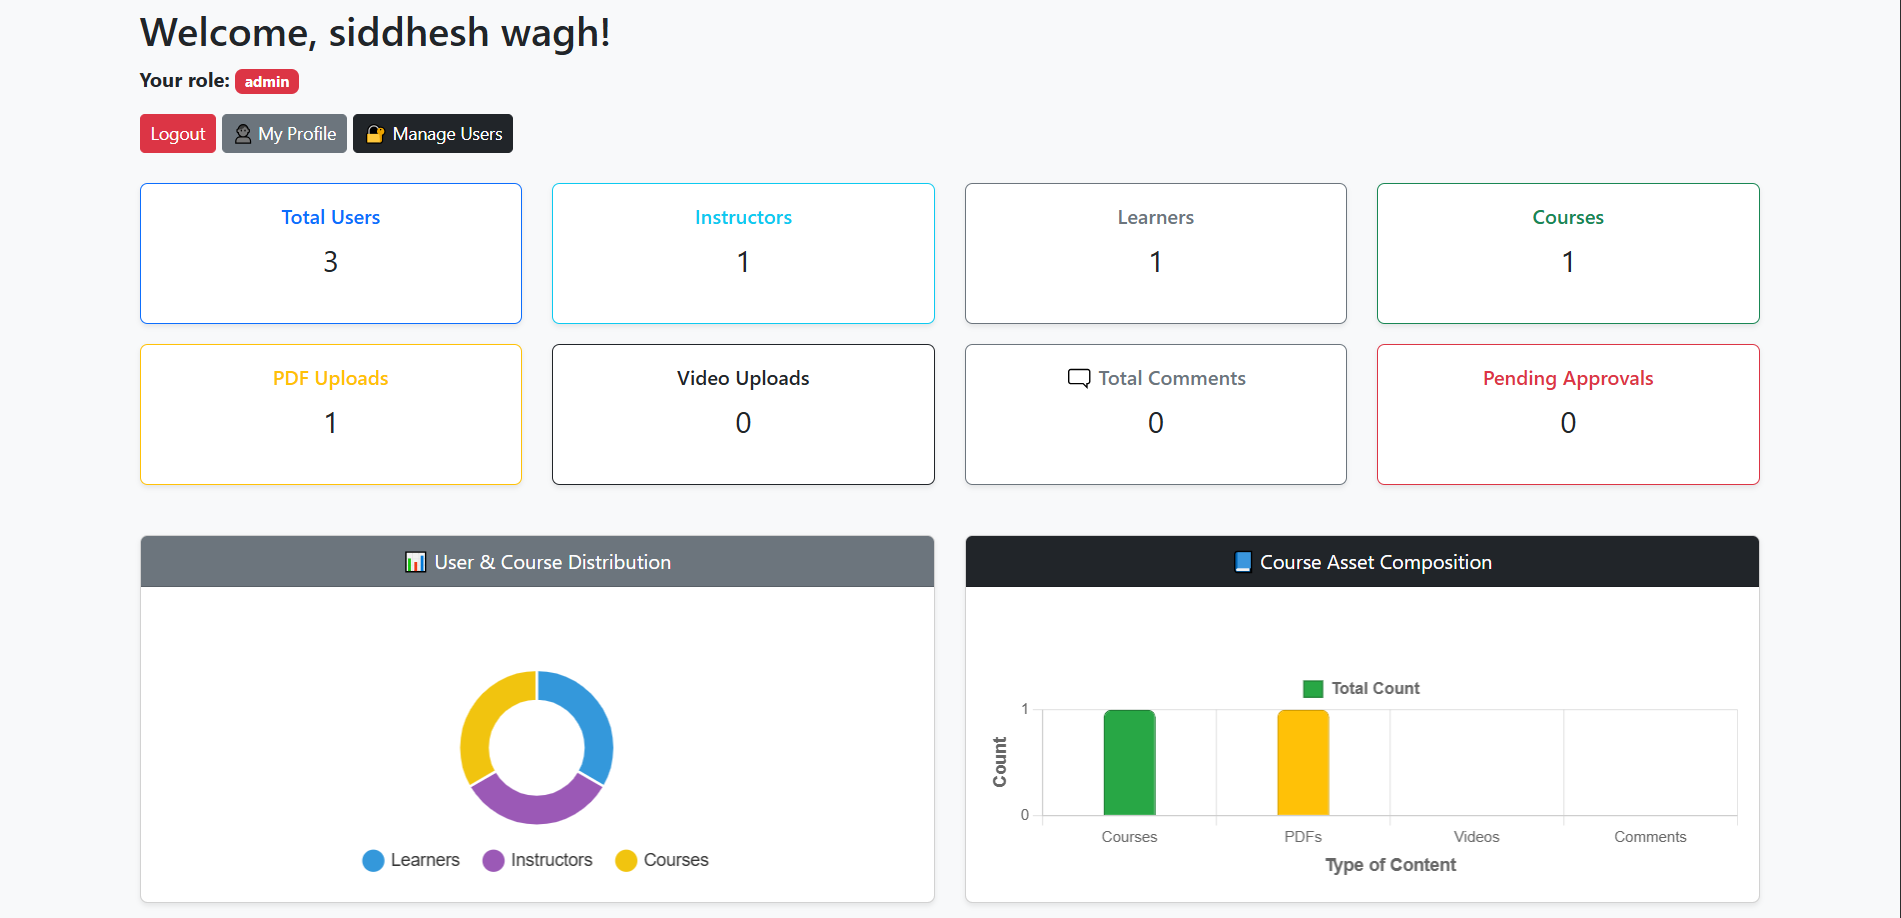 Welcome, siddhesh wagh!
Your role: admin
Logout My Profile Manage Users
Total Users Instructors Learners Courses
3 1 1 1
PDF Uploads Video Uploads Total Comments Pending Approvals
1 0 0 0
User & Course Distribution
Learners Instructors Courses
Course Asset Composition
Total Count
Count
1
0
Courses PDFs Videos Comments
Type of Content